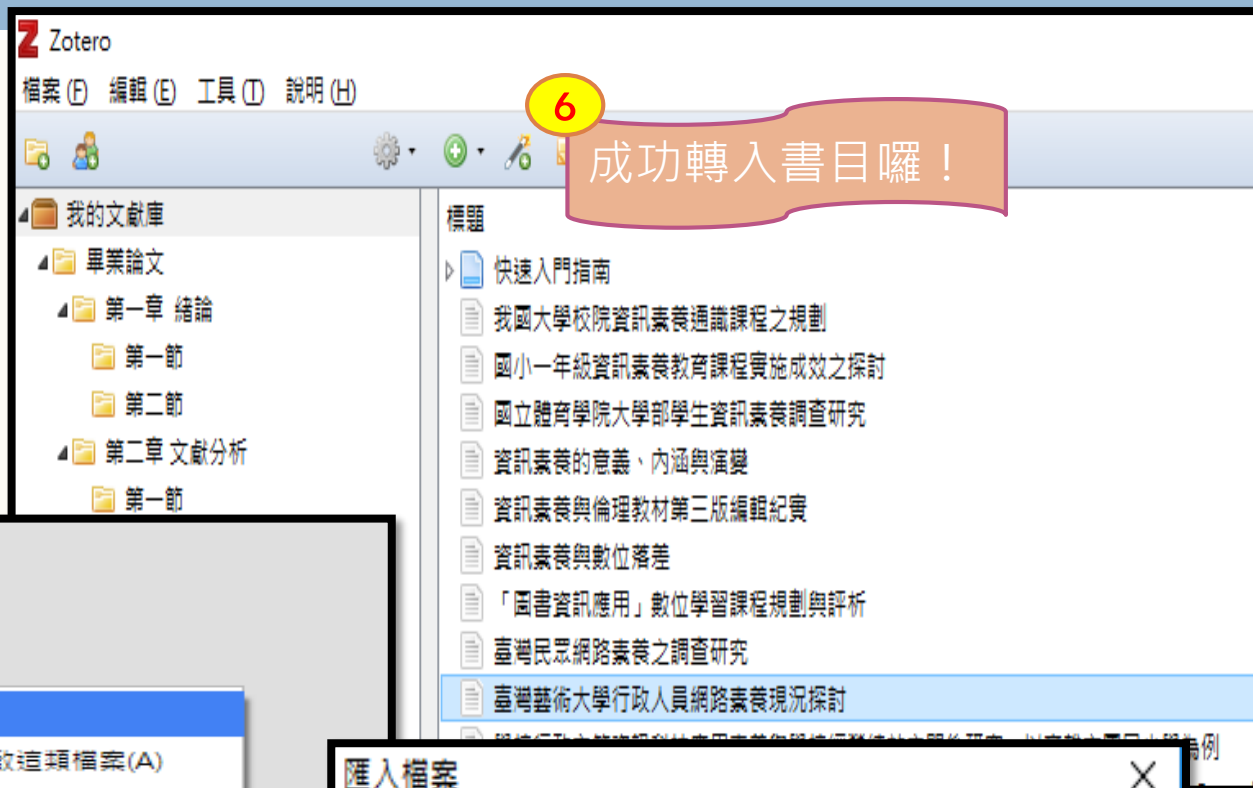 Zotero
檔案(F) 編輯(E) 工具(T) 說明(H)
6
成功轉入書目囉！
我的文獻庫
畢業論文
第一章 緒論
第一節
第二節
第二章 文獻分析
第一節
標題
快速入門指南
我國大學校院資訊素養通識課程之規劃
國小一年級資訊素養教育課程實施成效之探討
國立體育學院大學部學生資訊素養調查研究
資訊素養的意義、內涵與演變
資訊素養與倫理教材第三版編輯紀實
資訊素養與數位落差
「圖書資訊應用」數位學習課程規劃與評析
臺灣民眾網路素養之調查研究
臺灣藝術大學行政人員網路素養現況探討
為例
這類檔案(A)
匯入檔案